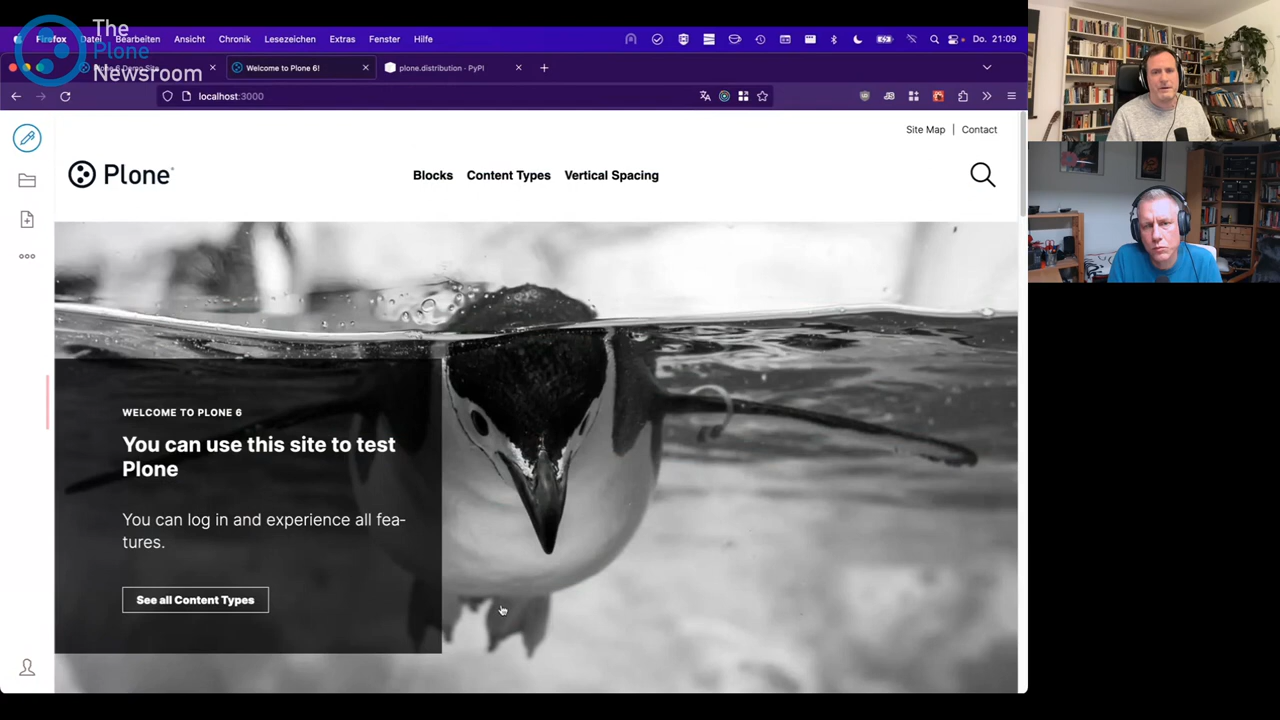 The
Plone
Newsroom
Firefox
Bearbeiten Ansicht Chronik Lesezeichen Extras Fenster Hilfe
Do. 21:09
Welcome to Plone 6!
plone.distribution - PyPI
localhost:3000
Site Map | Contact
Plone
Blocks Content Types Vertical Spacing
WELCOME TO PLONE 6
You can use this site to test
Plone
You can log in and experience all fea-
tures.
See all Content Types